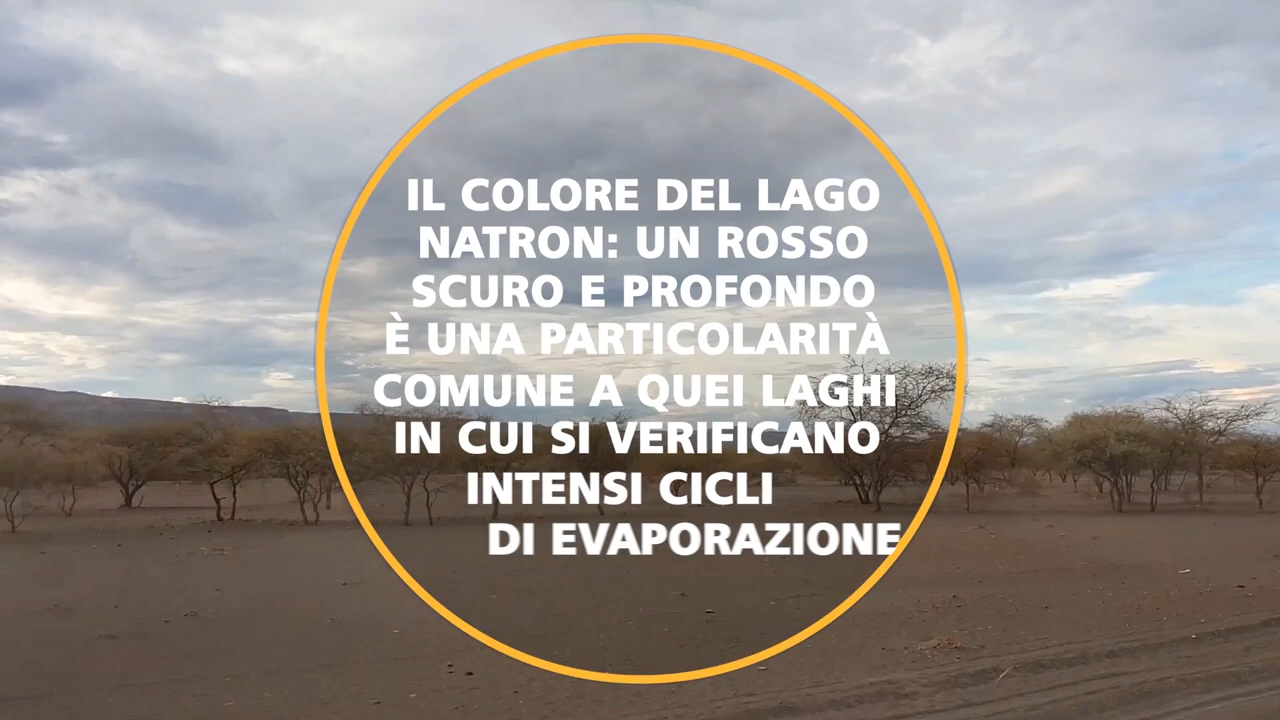 IL COLORE DEL LAGO
NATRON: UN ROSSO
SCURO E PROFONDO
È UNA PARTICOLARITÀ
COMUNE A QUEI LAGHI
IN CUI SI VERIFICANO
INTENSI CICLI
DI EVAPORAZIONE